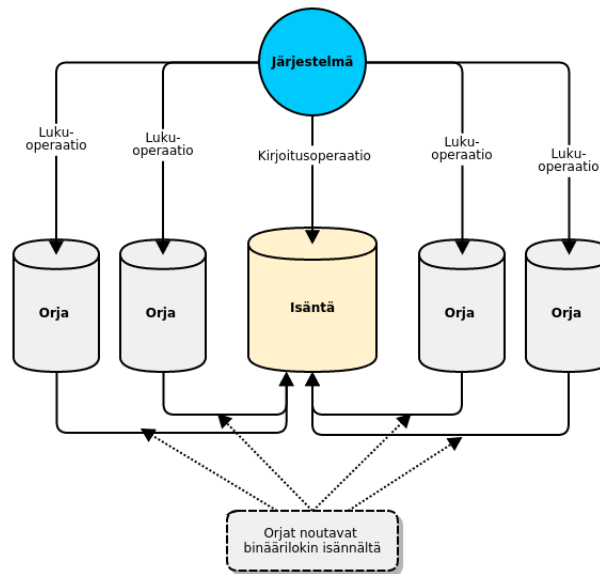 Järjestelmä
Luku-
operaatio
Luku-
operaatio
Kirjoitusoperaatio
Luku-
operaatio
Luku-
operaatio
Orja
Orja
Isäntä
Orja
Orja
Orjat noutavat
binäärilokin isännältä